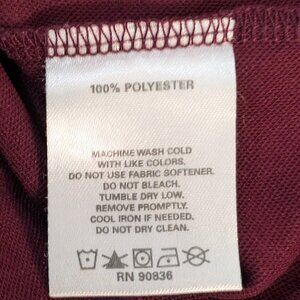 100% POLYESTER
MACHINE WASH COLD
WITH LIKE COLORS.
DO NOT USE FABRIC SOFTENER.
DO NOT BLEACH.
TUMBLE DRY LOW.
REMOVE PROMPTLY.
COOL IRON IF NEEDED.
DO NOT DRY CLEAN.
RN 90836